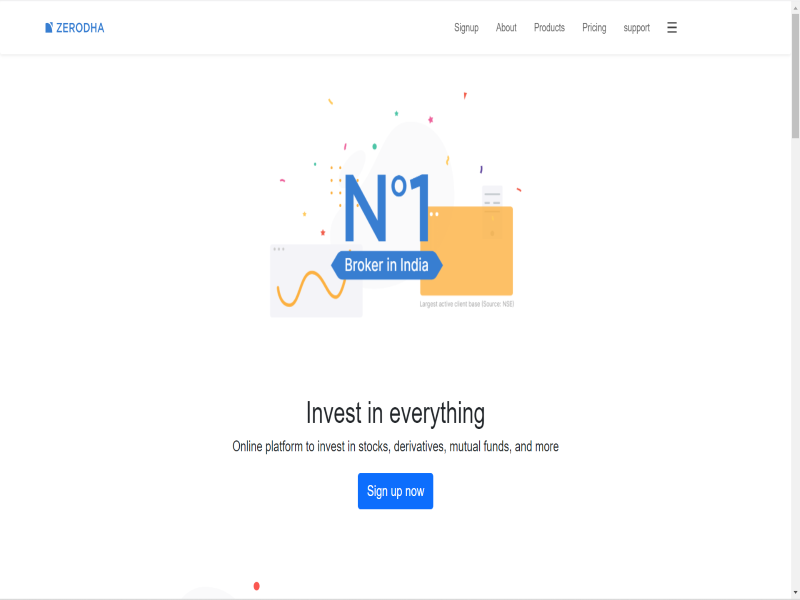 ZERODHA
Signup About Products Pricing support
N°1
Broker in India
Largest active client base (Source: NSE)
Invest in everything
Online platform to invest in stocks, derivatives, mutual funds, and more
Sign up now